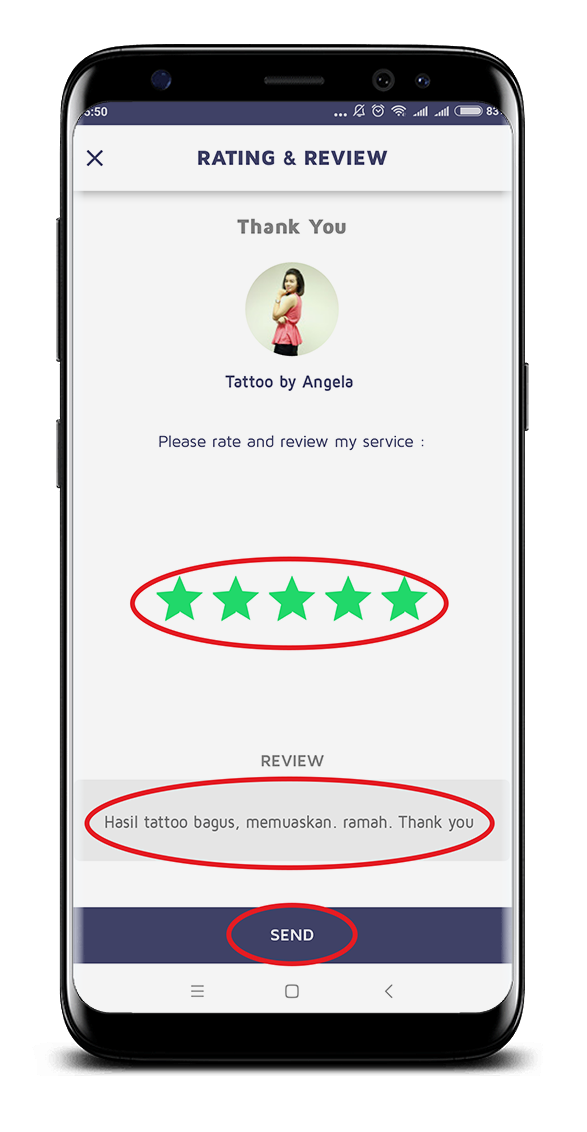 5:50
83
RATING & REVIEW
Thank You
Tattoo by Angela
Please rate and review my service :
REVIEW
Hasil tattoo bagus, memuaskan. ramah. Thank you
SEND